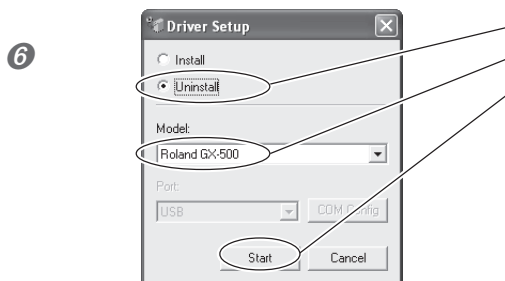 6
Driver Setup
Install
Uninstall
Model:
Roland GX-500
Port:
USB COM Config
Start Cancel